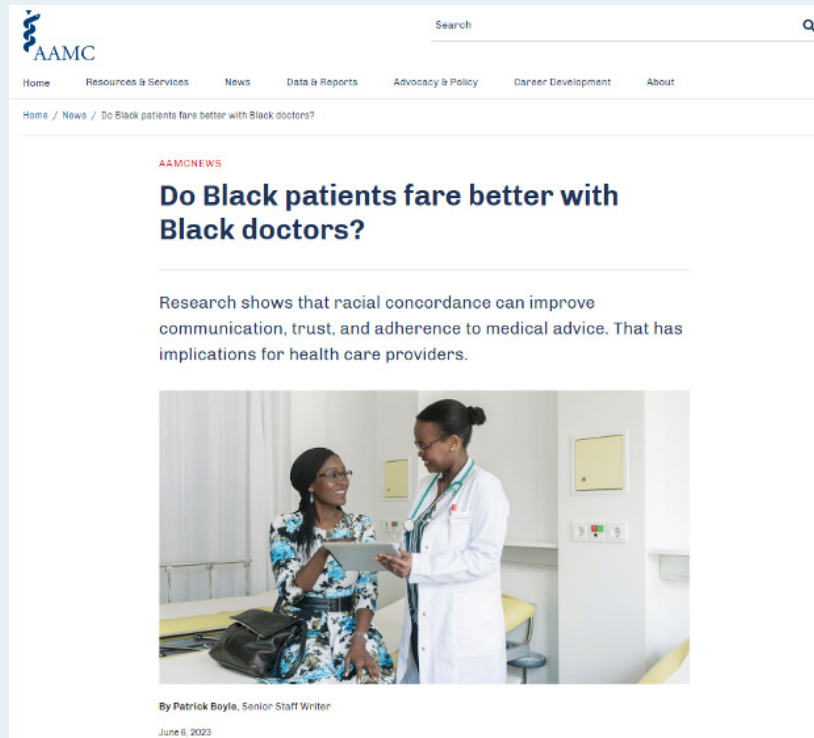 AAMC
Search
Home Resources & Services News Data & Reports Advocacy & Policy Career Development About
Home / News / Do Black patients fare better with Black doctors?
AAMCNEWS
Do Black patients fare better with
Black doctors?
Research shows that racial concordance can improve
communication, trust, and adherence to medical advice. That has
implications for health care providers.
By Patrick Boyle, Senior Staff Writer
June 6, 2023